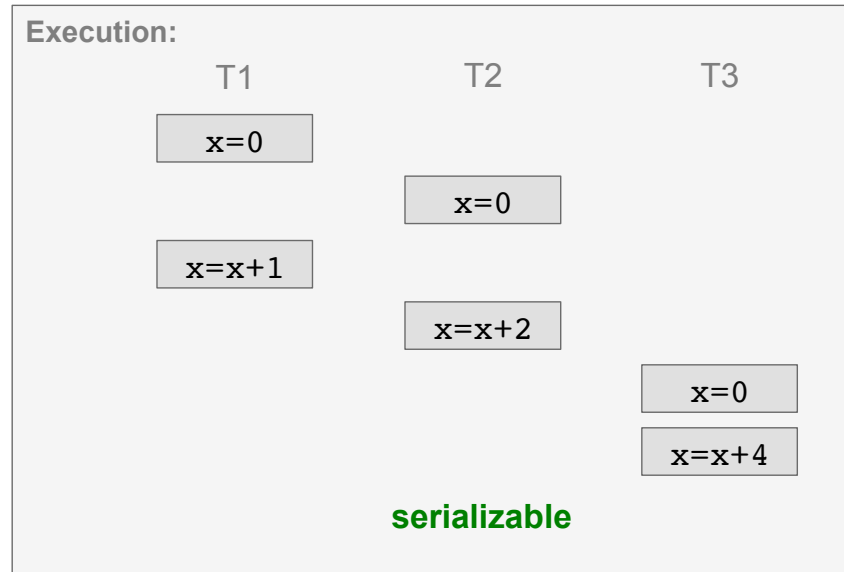 Execution:
T1 T2 T3
x=0
x=0
x=x+1
x=x+2
x=0
x=x+4
serializable